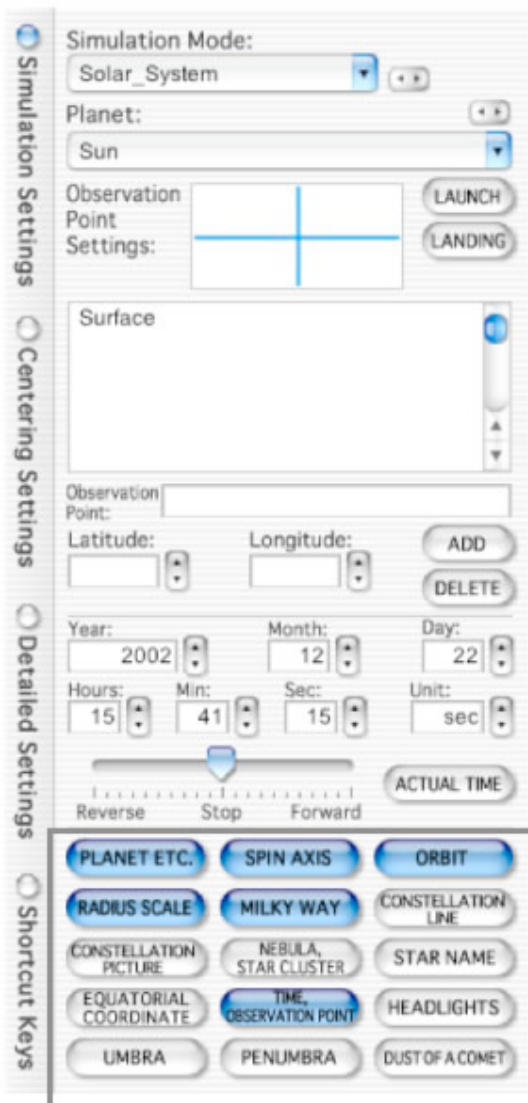 Simulation Settings
Centering Settings
Detailed Settings
Shortcut Keys
Simulation Mode:
Solar_System
Planet:
Sun
Observation
Point
Settings:
LAUNCH
LANDING
Surface
Observation
Point:
Latitude:
Longitude:
ADD
DELETE
Year:
Month:
Day:
2002
12
22
Hours:
Min:
Sec:
Unit:
15
41
15
sec
Reverse
Stop
Forward
ACTUAL TIME
PLANET ETC.
SPIN AXIS
ORBIT
RADIUS SCALE
MILKY WAY
CONSTELLATION
LINE
CONSTELLATION
PICTURE
NEBULA,
STAR CLUSTER
STAR NAME
EQUATORIAL
COORDINATE
TIME,
OBSERVATION POINT
HEADLIGHTS
UMBRA
PENUMBRA
DUST OF A COMET